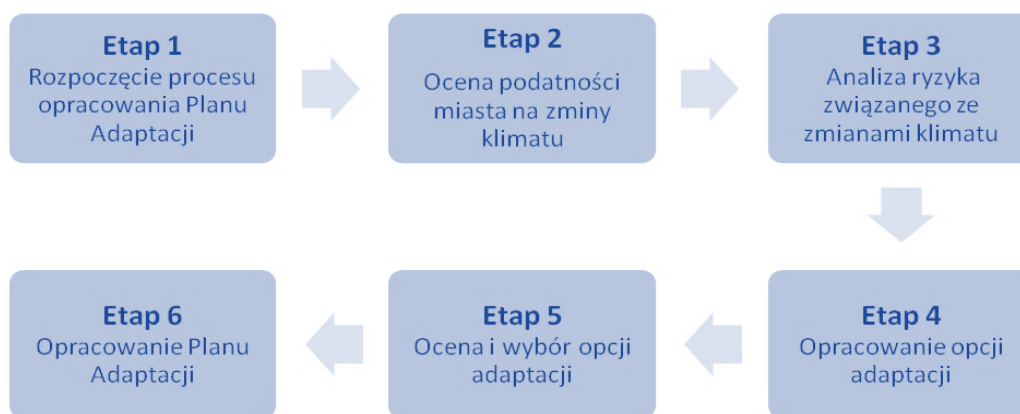 Etap 1
Rozpoczęcie procesu
opracowania Planu
Adaptacji
Etap 2
Ocena podatności
miasta na zminy
klimatu
Etap 3
Analiza ryzyka
związanego ze
zmianami klimatu
Etap 4
Opracowanie opcji
adaptacji
Etap 5
Ocena i wybór opcji
adaptacji
Etap 6
Opracowanie Planu
Adaptacji